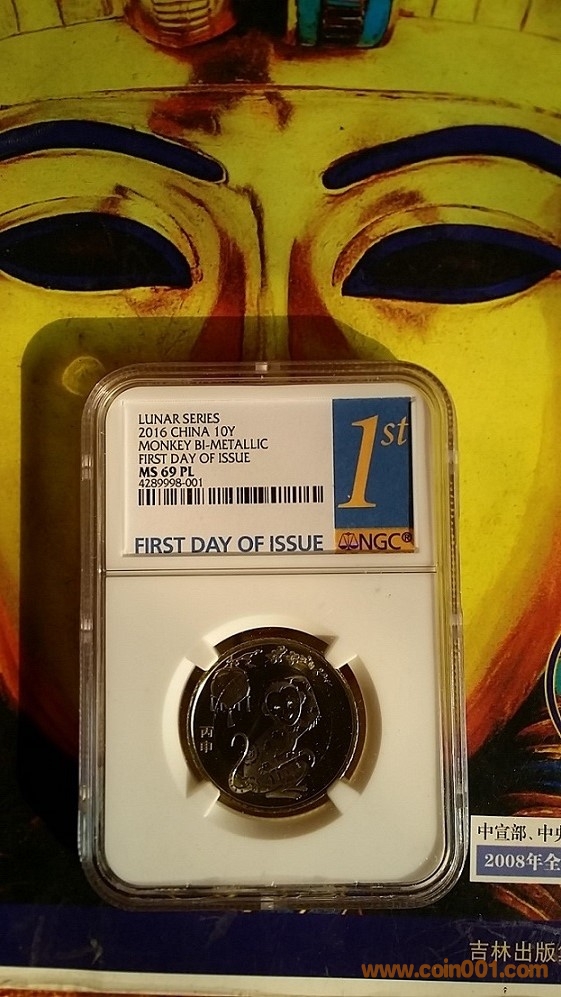 LUNAR SERIES
2016 CHINA 10Y
MONKEY BI-METALLIC
FIRST DAY OF ISSUE
MS 69 PL
4289998-001
1st
FIRST DAY OF ISSUE
NGC®
丙申
中宣部、中央
2008年全
吉林出版集
www.coin001.com